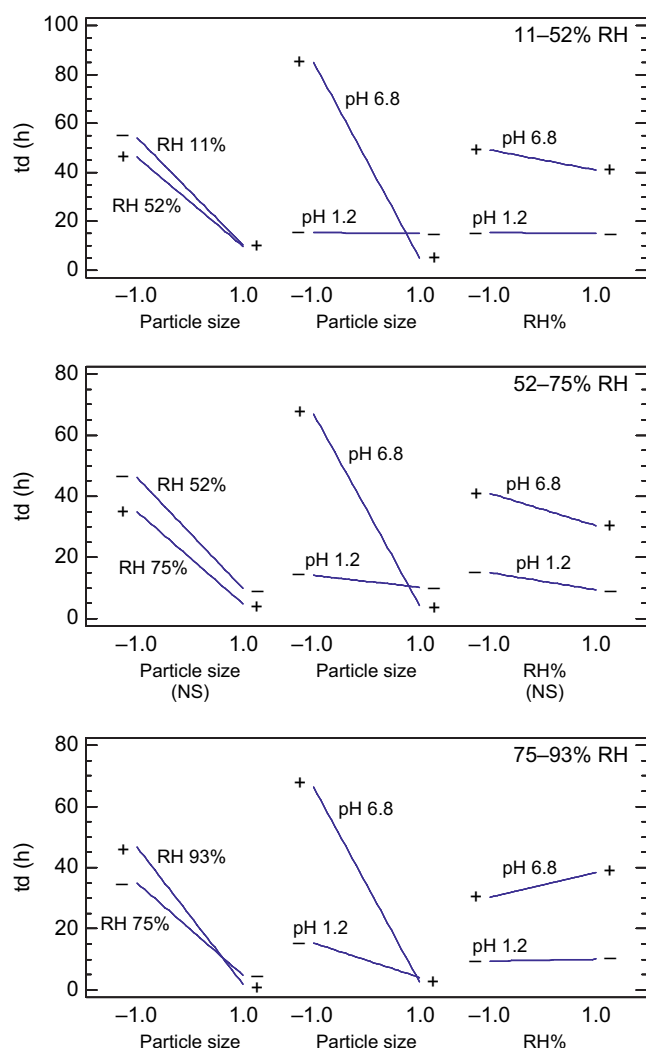 11–52% RH
100
80
60
40
20
0
td (h)
RH 11%
RH 52%
pH 6.8
pH 1.2
pH 6.8
pH 1.2
–1.0 1.0 –1.0 1.0 –1.0 1.0
Particle size Particle size RH%
52–75% RH
80
60
40
20
0
td (h)
RH 52%
RH 75%
pH 6.8
pH 1.2
pH 6.8
pH 1.2
–1.0 1.0 –1.0 1.0 –1.0 1.0
Particle size Particle size RH%
(NS) (NS)
75–93% RH
80
60
40
20
0
td (h)
RH 93%
RH 75%
pH 6.8
pH 1.2
pH 6.8
pH 1.2
–1.0 1.0 –1.0 1.0 –1.0 1.0
Particle size Particle size RH%